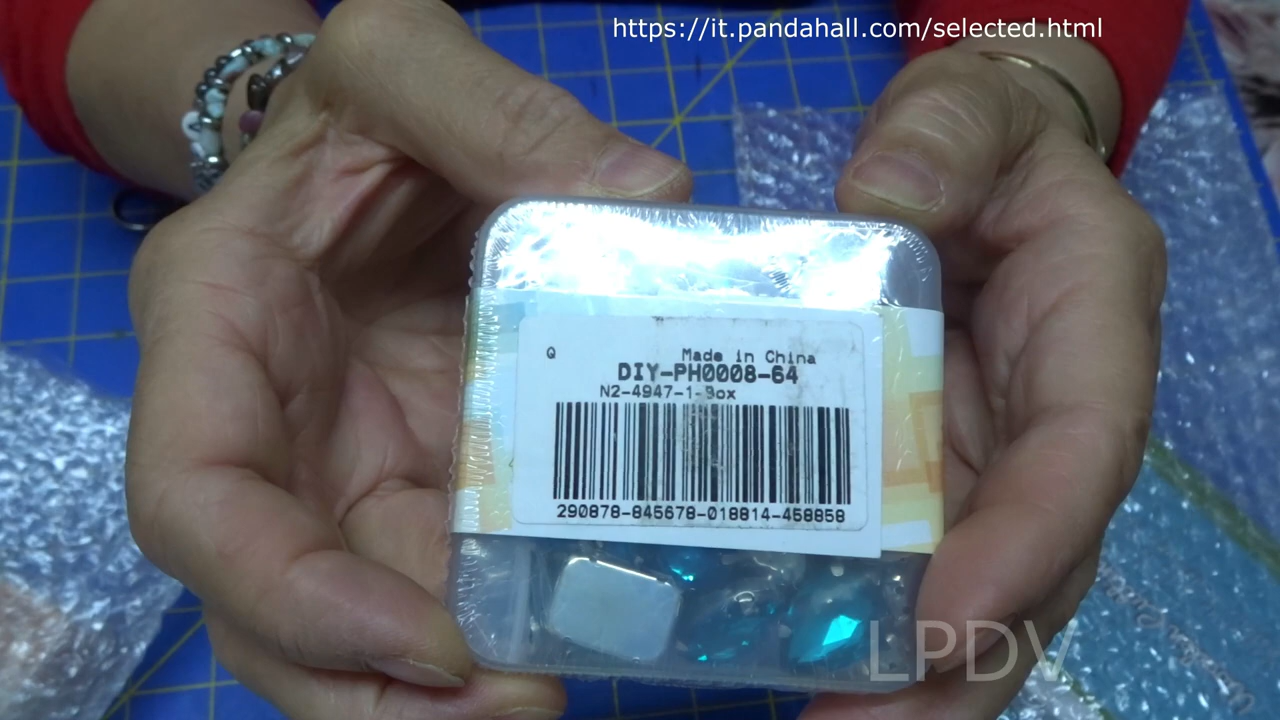 https://it.pandahall.com/selected.html
Q
Made in China
DIY-PH0008-64
N2-4947-1-Box
290878-845678-018814-458858
LPDV